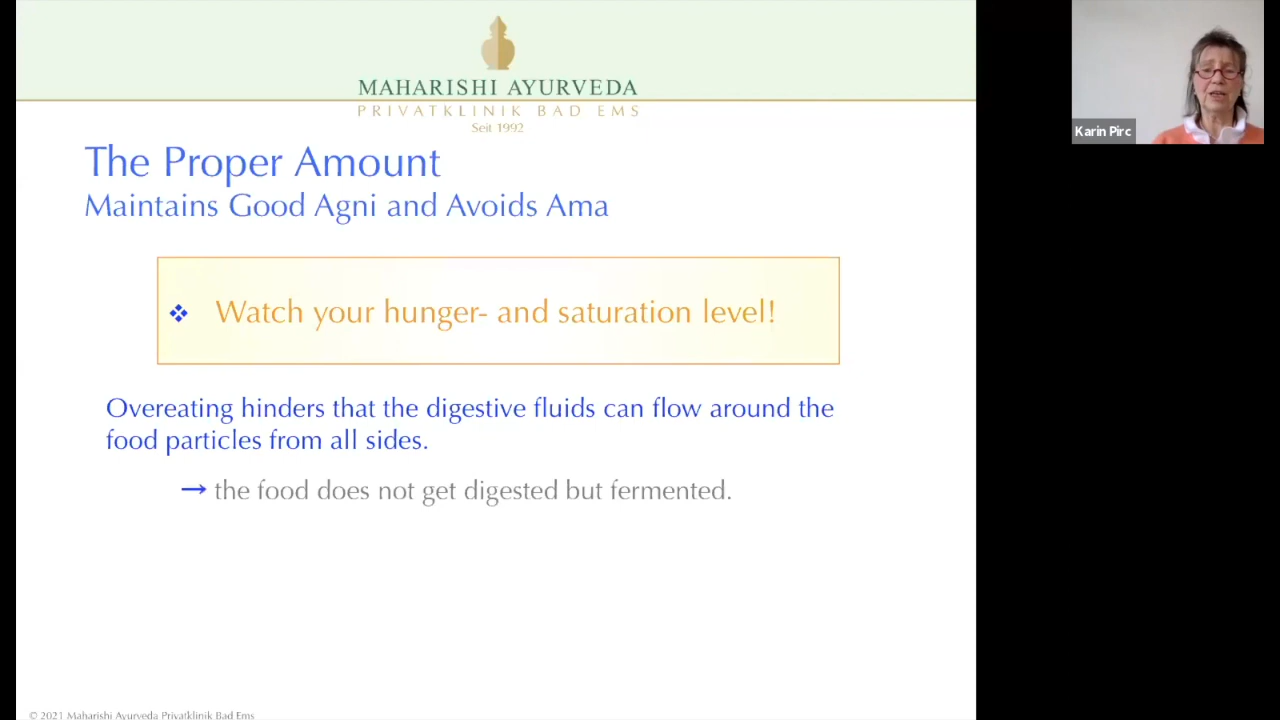 MAHARISHI AYURVEDA
PRIVATKLINIK BAD EMS
Seit 1992
Karin Pirc
The Proper Amount
Maintains Good Agni and Avoids Ama
❖ Watch your hunger- and saturation level!
Overeating hinders that the digestive fluids can flow around the
food particles from all sides.
→ the food does not get digested but fermented.
© 2021 Maharishi Ayurveda Privatklinik Bad Ems